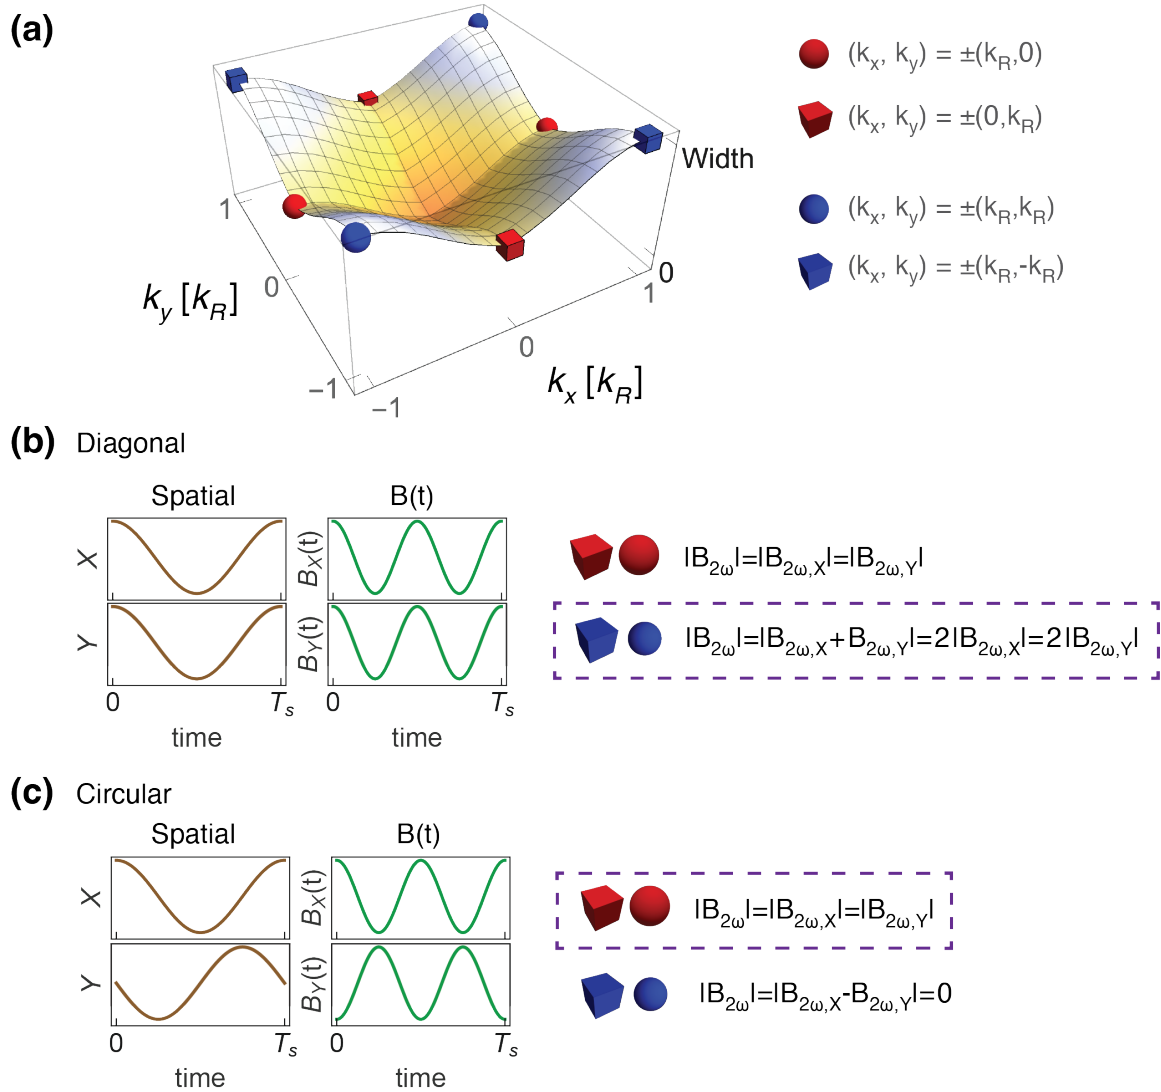 (a)
(kx, ky) = ±(kR,0)
(kx, ky) = ±(0,kR)
(kx, ky) = ±(kR,kR)
(kx, ky) = ±(kR,-kR)
Width
0
1
0
−1
ky [kR]
1
0
−1
kx [kR]
(b) Diagonal
Spatial
B(t)
X
BX(t)
Y
BY(t)
0
Ts
0
Ts
time
time
|B2ω|=|B2ω,X|=|B2ω,Y|
|B2ω|=|B2ω,X+B2ω,Y|=2|B2ω,X|=2|B2ω,Y|
(c) Circular
Spatial
B(t)
X
BX(t)
Y
BY(t)
0
Ts
0
Ts
time
time
|B2ω|=|B2ω,X|=|B2ω,Y|
|B2ω|=|B2ω,X-B2ω,Y|=0